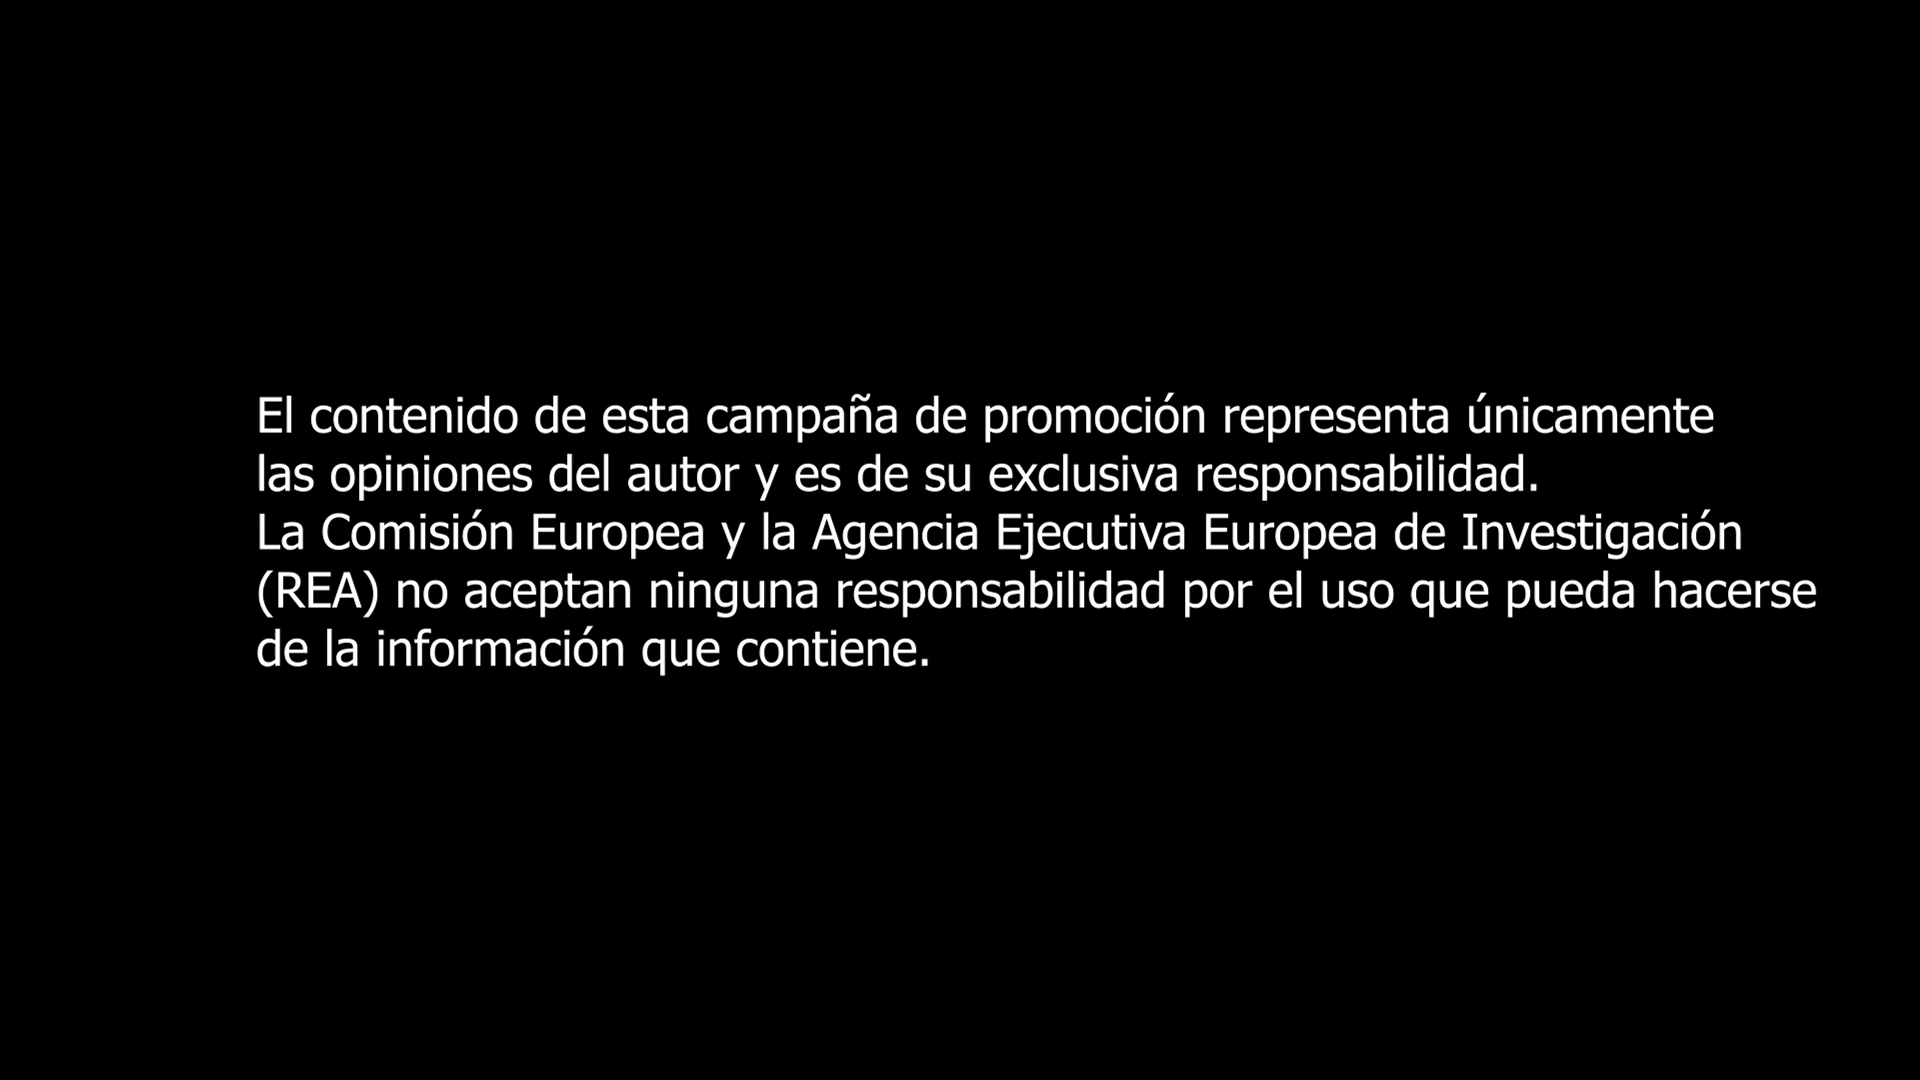 El contenido de esta campaña de promoción representa únicamente
las opiniones del autor y es de su exclusiva responsabilidad.
La Comisión Europea y la Agencia Ejecutiva Europea de Investigación
(REA) no aceptan ninguna responsabilidad por el uso que pueda hacerse
de la información que contiene.